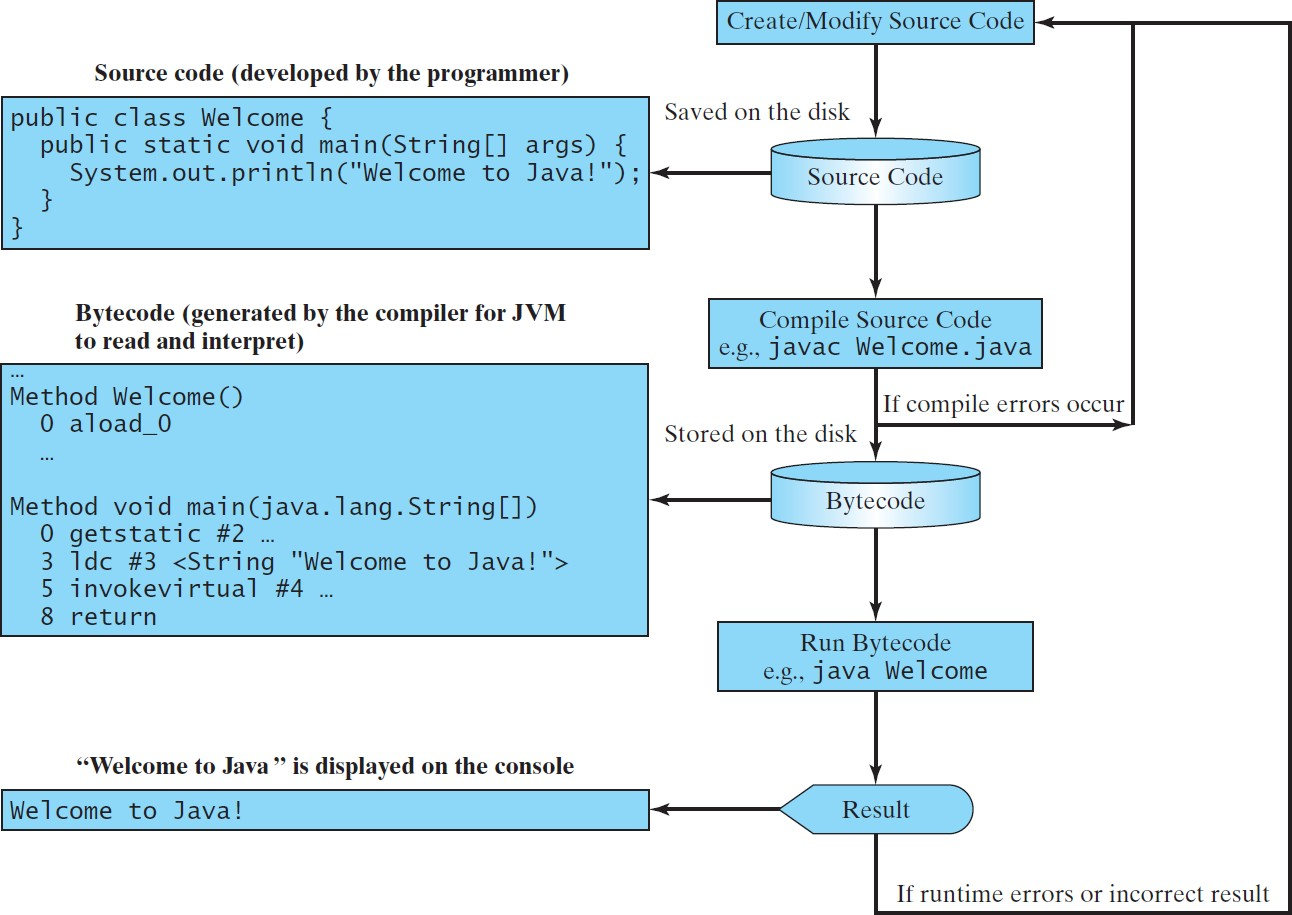 Create/Modify Source Code
Source code (developed by the programmer)
public class Welcome {
  public static void main(String[] args) {
    System.out.println("Welcome to Java!");
  }
}
Saved on the disk
Source Code
Bytecode (generated by the compiler for JVM
to read and interpret)
Compile Source Code
e.g., javac Welcome.java
If compile errors occur
…
Method Welcome()
  0 aload_0
  …
Method void main(java.lang.String[])
  0 getstatic #2 …
  3 ldc #3 <String "Welcome to Java!">
  5 invokevirtual #4 …
  8 return
Stored on the disk
Bytecode
Run Bytecode
e.g., java Welcome
“Welcome to Java” is displayed on the console
Welcome to Java!
Result
If runtime errors or incorrect result